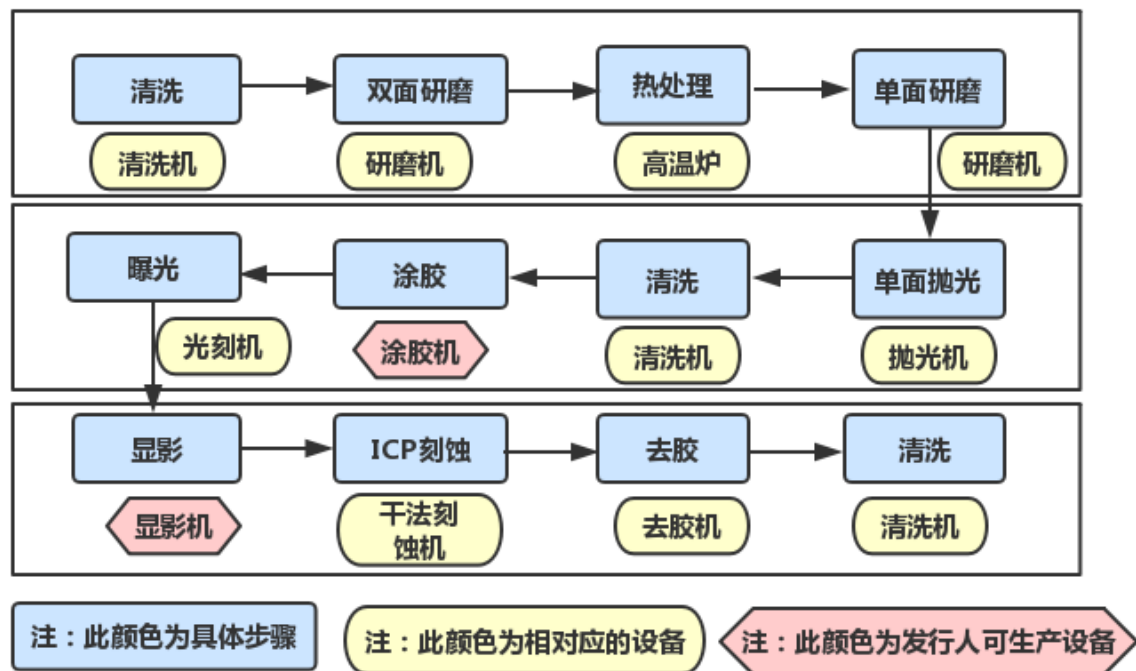 清洗
双面研磨
热处理
单面研磨
清洗机
研磨机
高温炉
研磨机
曝光
涂胶
清洗
单面抛光
光刻机
涂胶机
清洗机
抛光机
显影
ICP刻蚀
去胶
清洗
显影机
干法刻
蚀机
去胶机
清洗机
注：此颜色为具体步骤
注：此颜色为相对应的设备
注：此颜色为发行人可生产设备